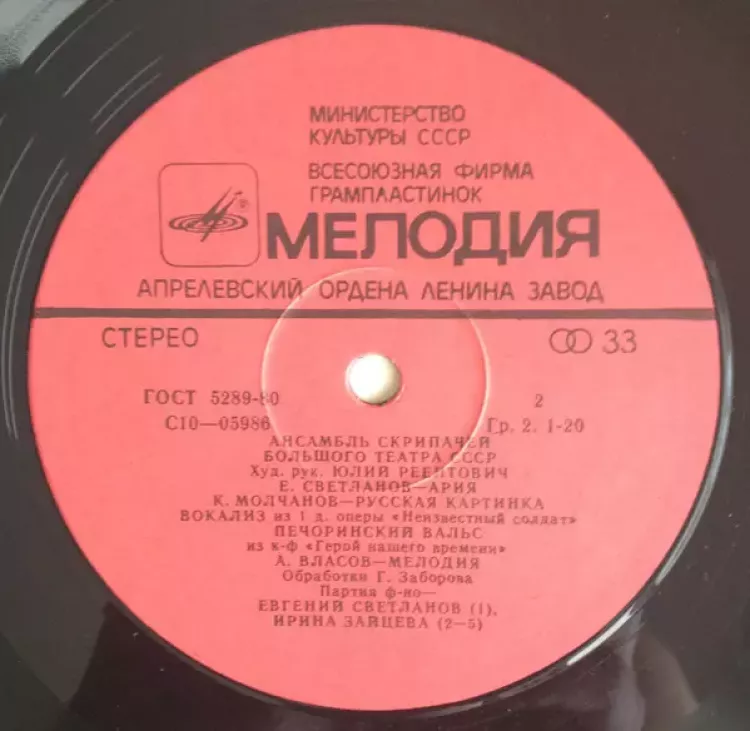 МИНИСТЕРСТВО
КУЛЬТУРЫ СССР
ВСЕСОЮЗНАЯ ФИРМА
ГРАМПЛАСТИНОК
МЕЛОДИЯ
АПРЕЛЕВСКИЙ ОРДЕНА ЛЕНИНА ЗАВОД
СТЕРЕО 33
ГОСТ 5289-80 2
С10—05986 Гр. 2. 1-20
АНСАМБЛЬ СКРИПАЧЕЙ
БОЛЬШОГО ТЕАТРА СССР
Худ. рук. ЮЛИЙ РЕЕНТОВИЧ
Е. СВЕТЛАНОВ—АРИЯ
К. МОЛЧАНОВ—РУССКАЯ КАРТИНКА
ВОКАЛИЗ из 1 д. оперы «Неизвестный солдат»
ПЕЧОРИНСКИЙ ВАЛЬС
из к-ф «Герой нашего времени»
А. ВЛАСОВ—МЕЛОДИЯ
Обработки Г. Заборова
Партия ф-но—
ЕВГЕНИЙ СВЕТЛАНОВ (1),
ИРИНА ЗАЙЦЕВА (2—5)